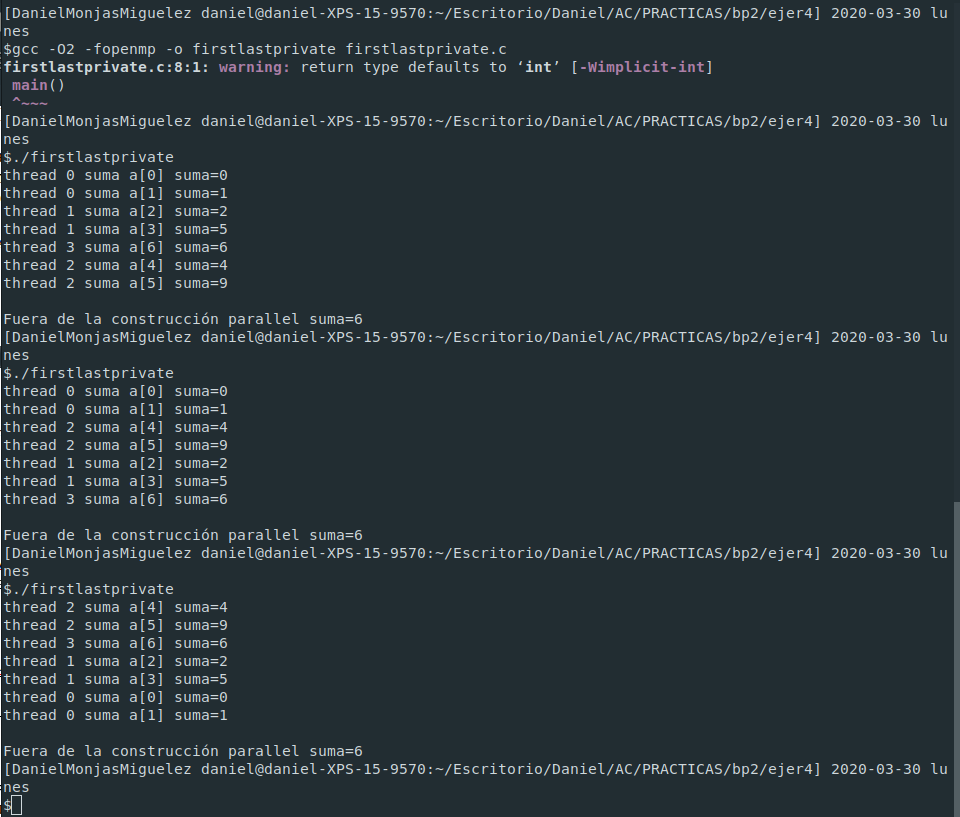 [DanielMonjasMiguelez daniel@daniel-XPS-15-9570:~/Escritorio/Daniel/AC/PRACTICAS/bp2/ejer4] 2020-03-30 lu
nes
$gcc -O2 -fopenmp -o firstlastprivate firstlastprivate.c
firstlastprivate.c:8:1: warning: return type defaults to ‘int’ [-Wimplicit-int]
 main()
 ^~~~
[DanielMonjasMiguelez daniel@daniel-XPS-15-9570:~/Escritorio/Daniel/AC/PRACTICAS/bp2/ejer4] 2020-03-30 lu
nes
$./firstlastprivate
thread 0 suma a[0] suma=0
thread 0 suma a[1] suma=1
thread 1 suma a[2] suma=2
thread 1 suma a[3] suma=5
thread 3 suma a[6] suma=6
thread 2 suma a[4] suma=4
thread 2 suma a[5] suma=9

Fuera de la construcción parallel suma=6
[DanielMonjasMiguelez daniel@daniel-XPS-15-9570:~/Escritorio/Daniel/AC/PRACTICAS/bp2/ejer4] 2020-03-30 lu
nes
$./firstlastprivate
thread 0 suma a[0] suma=0
thread 0 suma a[1] suma=1
thread 2 suma a[4] suma=4
thread 2 suma a[5] suma=9
thread 1 suma a[2] suma=2
thread 1 suma a[3] suma=5
thread 3 suma a[6] suma=6

Fuera de la construcción parallel suma=6
[DanielMonjasMiguelez daniel@daniel-XPS-15-9570:~/Escritorio/Daniel/AC/PRACTICAS/bp2/ejer4] 2020-03-30 lu
nes
$./firstlastprivate
thread 2 suma a[4] suma=4
thread 2 suma a[5] suma=9
thread 3 suma a[6] suma=6
thread 1 suma a[2] suma=2
thread 1 suma a[3] suma=5
thread 0 suma a[0] suma=0
thread 0 suma a[1] suma=1

Fuera de la construcción parallel suma=6
[DanielMonjasMiguelez daniel@daniel-XPS-15-9570:~/Escritorio/Daniel/AC/PRACTICAS/bp2/ejer4] 2020-03-30 lu
nes
$